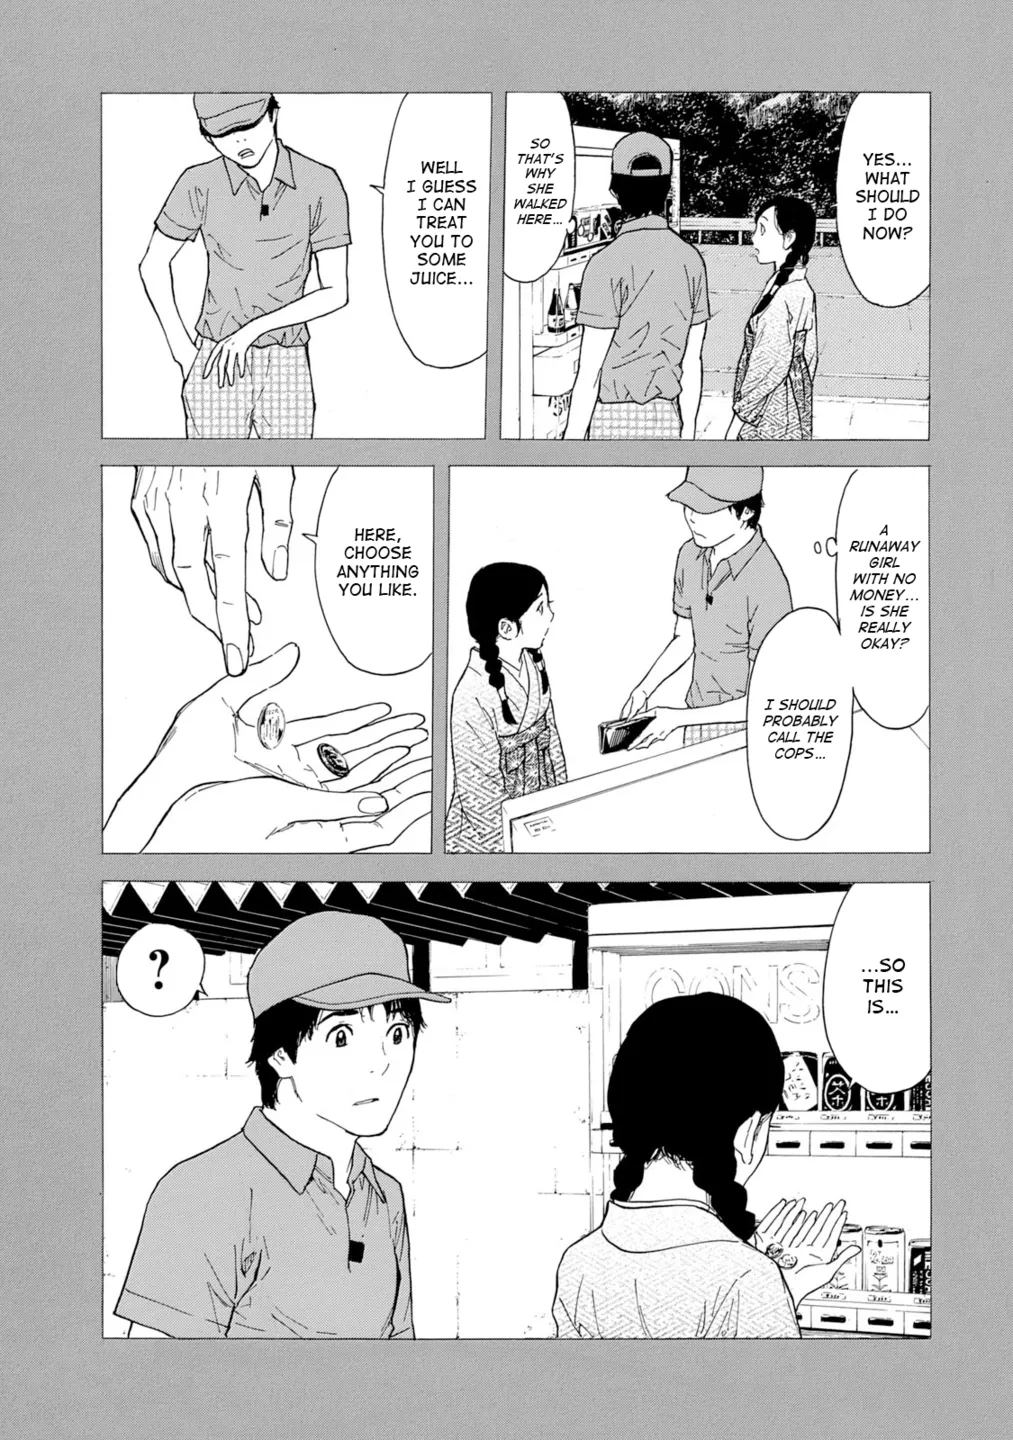 YES...
WHAT
SHOULD
I DO
NOW?
SO
THAT'S
WHY
SHE
WALKED
HERE...
WELL
I GUESS
I CAN
TREAT
YOU TO
SOME
JUICE...
A
RUNAWAY
GIRL
WITH NO
MONEY...
IS SHE
REALLY
OKAY?
I SHOULD
PROBABLY
CALL THE
COPS...
HERE,
CHOOSE
ANYTHING
YOU LIKE.
...SO
THIS
IS...
?
CONS